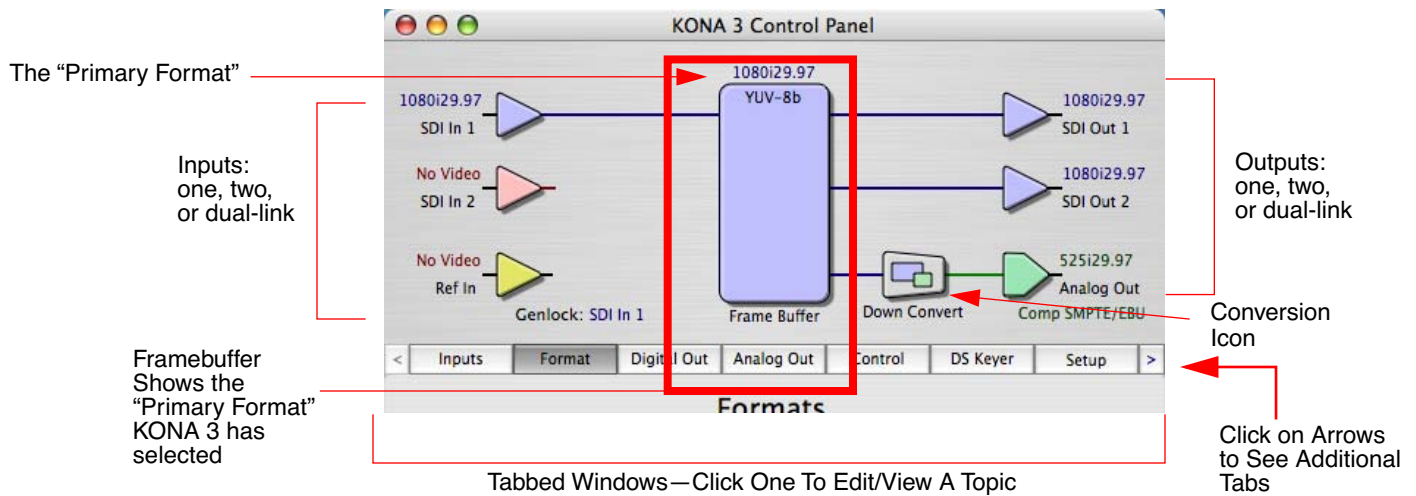 KONA 3 Control Panel
The “Primary Format”
1080i29.97
YUV-8b
1080i29.97
SDI In 1
1080i29.97
SDI Out 1
Inputs:
one, two,
or dual-link
No Video
SDI In 2
1080i29.97
SDI Out 2
Outputs:
one, two,
or dual-link
No Video
Ref In
Genlock: SDI In 1
Frame Buffer
Down Convert
525i29.97
Analog Out
Comp SMPTE/EBU
Conversion
Icon
< Inputs Format Digital Out Analog Out Control DS Keyer Setup >
Formats
Framebuffer
Shows the
“Primary Format”
KONA 3 has
selected
Click on Arrows
to See Additional
Tabs
Tabbed Windows—Click One To Edit/View A Topic